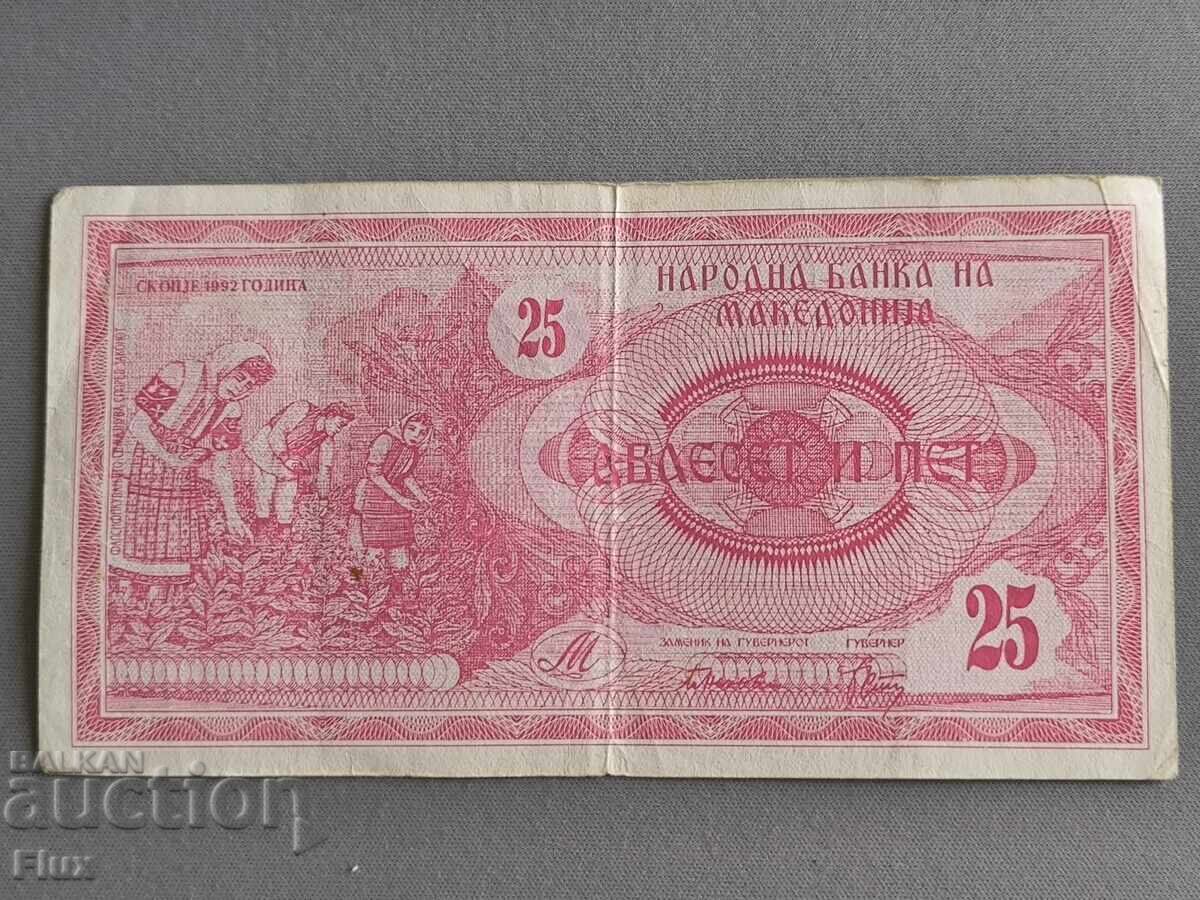 СКОПЈЕ 1992 ГОДИНА
25
НАРОДНА БАНКА НА
МАКЕДОНИЈА
ДВАЕСЕТ И ПЕТ
ЗАМЕНИК НА ГУВЕРНЕРОТ ГУВЕРНЕР
М
25
BALKAN
auction
Flux